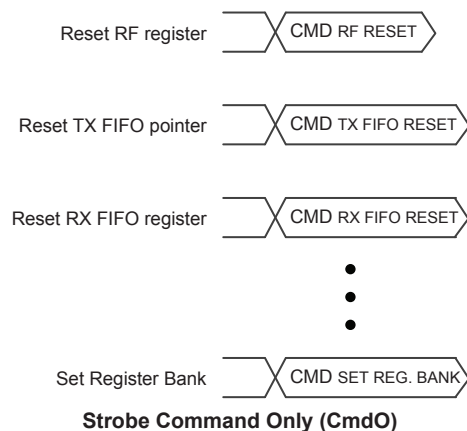 Reset RF register CMD RF RESET
Reset TX FIFO pointer CMD TX FIFO RESET
Reset RX FIFO register CMD RX FIFO RESET
Set Register Bank CMD SET REG. BANK
Strobe Command Only (CmdO)